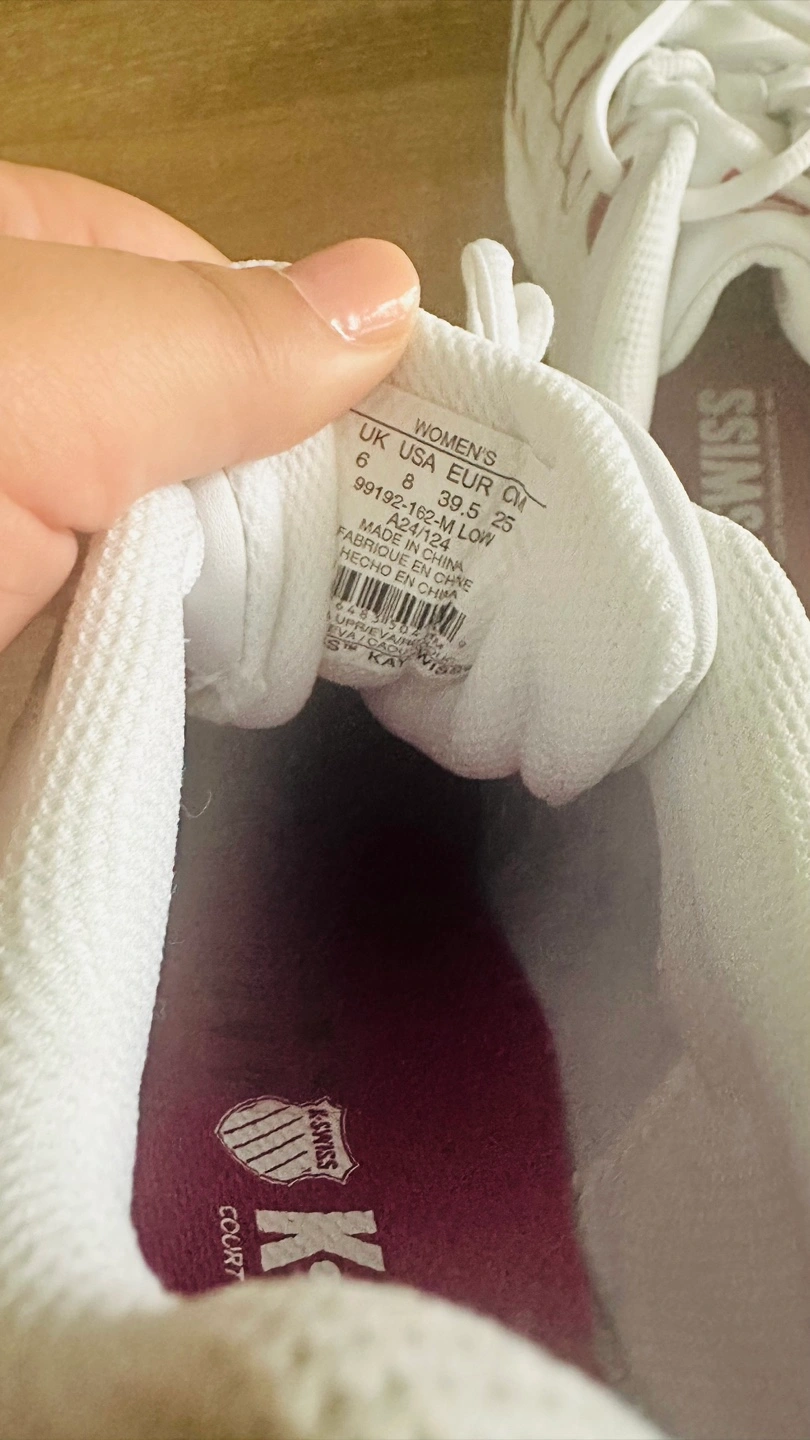 WOMEN'S
UK USA EUR CM
6 8 39.5 25
99192-162-M LOW
A24/124
MADE IN CHINA
FABRIQUE EN CHINE
HECHO EN CHINA
K·SWISS
K
COURT
SWISS